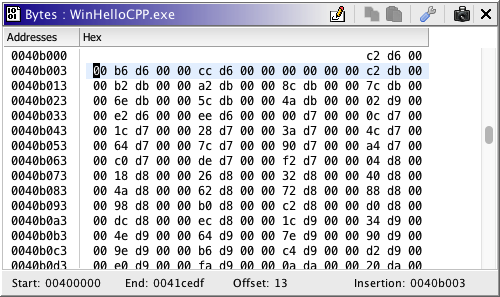 Bytes : WinHelloCPP.exe
Addresses Hex
0040b000 c2 d6 00
0040b003 00 b6 d6 00 00 cc d6 00 00 00 00 00 00 c2 db 00
0040b013 00 b2 db 00 00 a2 db 00 00 8c db 00 00 7c db 00
0040b023 00 6e db 00 00 5c db 00 00 4a db 00 00 02 d9 00
0040b033 00 e2 d6 00 00 ee d6 00 00 00 d7 00 00 0c d7 00
0040b043 00 1c d7 00 00 28 d7 00 00 3a d7 00 00 4c d7 00
0040b053 00 64 d7 00 00 7c d7 00 00 90 d7 00 00 a4 d7 00
0040b063 00 c0 d7 00 00 de d7 00 00 f2 d7 00 00 04 d8 00
0040b073 00 18 d8 00 00 26 d8 00 00 32 d8 00 00 40 d8 00
0040b083 00 4a d8 00 00 62 d8 00 00 72 d8 00 00 88 d8 00
0040b093 00 98 d8 00 00 b0 d8 00 00 c2 d8 00 00 d0 d8 00
0040b0a3 00 dc d8 00 00 ec d8 00 00 1c d9 00 00 34 d9 00
0040b0b3 00 4e d9 00 00 64 d9 00 00 7e d9 00 00 90 d9 00
0040b0c3 00 9e d9 00 00 b6 d9 00 00 c4 d9 00 00 d2 d9 00
0040b0d3 00 e0 d9 00 00 fa d9 00 00 0a da 00 00 20 da 00
Start: 00400000 End: 0041cedf Offset: 13 Insertion: 0040b003